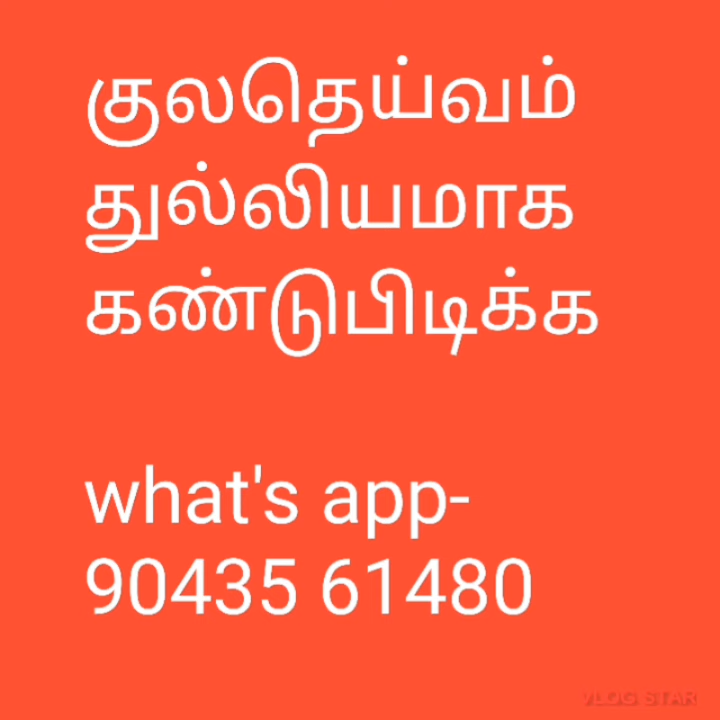 குலதெய்வம்
துல்லியமாக
கண்டுபிடிக்க
what's app-
90435 61480
VLOG STAR